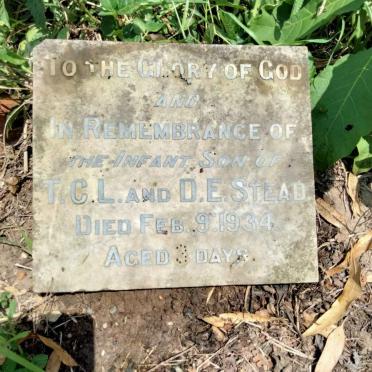 To the Glory of God
and
In Remembrance of
the Infant Son of
T.C.L. and D.E. Stead
Died Feb. 9. 1934
Aged days